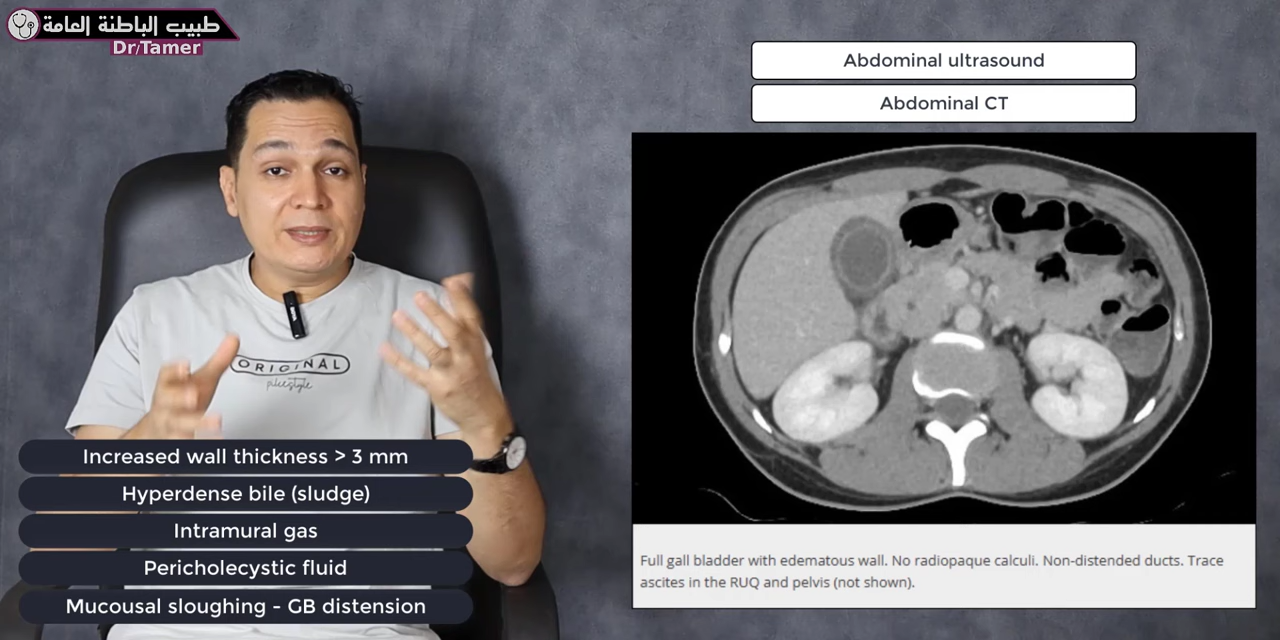 طبيب الباطنة العامة
Dr/Tamer
Abdominal ultrasound
Abdominal CT
ORIGINAL
Increased wall thickness > 3 mm
Hyperdense bile (sludge)
Intramural gas
Pericholecystic fluid
Mucousal sloughing - GB distension
Full gall bladder with edematous wall. No radiopaque calculi. Non-distended ducts. Trace
ascites in the RUQ and pelvis (not shown).